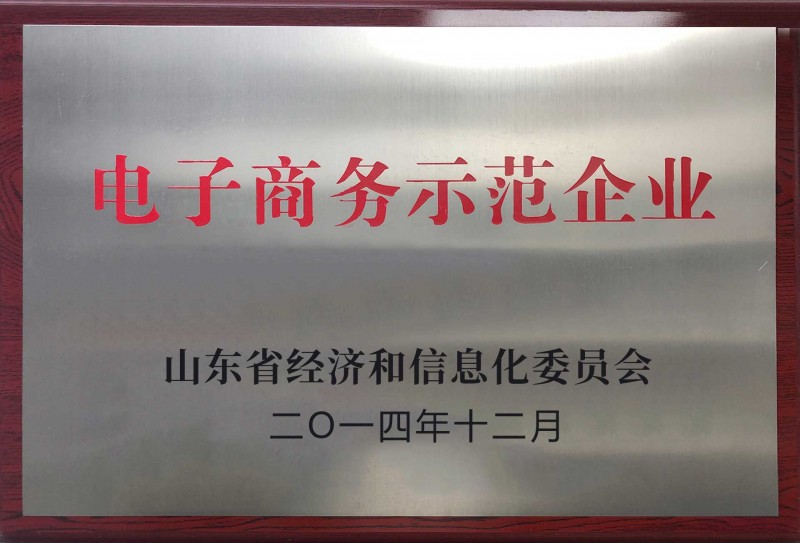 电子商务示范企业
山东省经济和信息化委员会
二〇一四年十二月